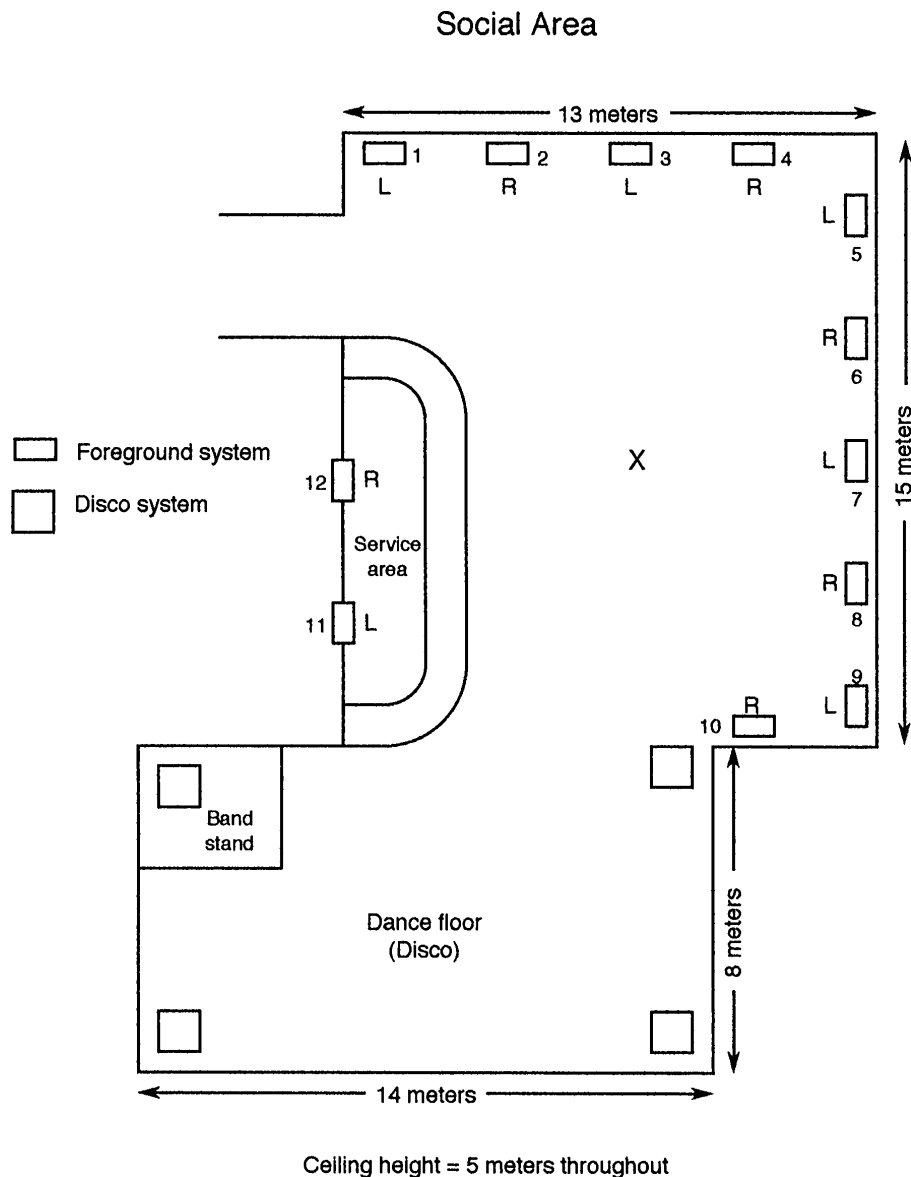 Social Area
13 meters
1
2
3
4
L
R
L
R
L
5
R
6
15 meters
Foreground system
X
L
7
12
R
Disco system
Service
area
R
8
11
L
9
L
R
10
Band
stand
Dance floor
(Disco)
8 meters
14 meters
Ceiling height = 5 meters throughout